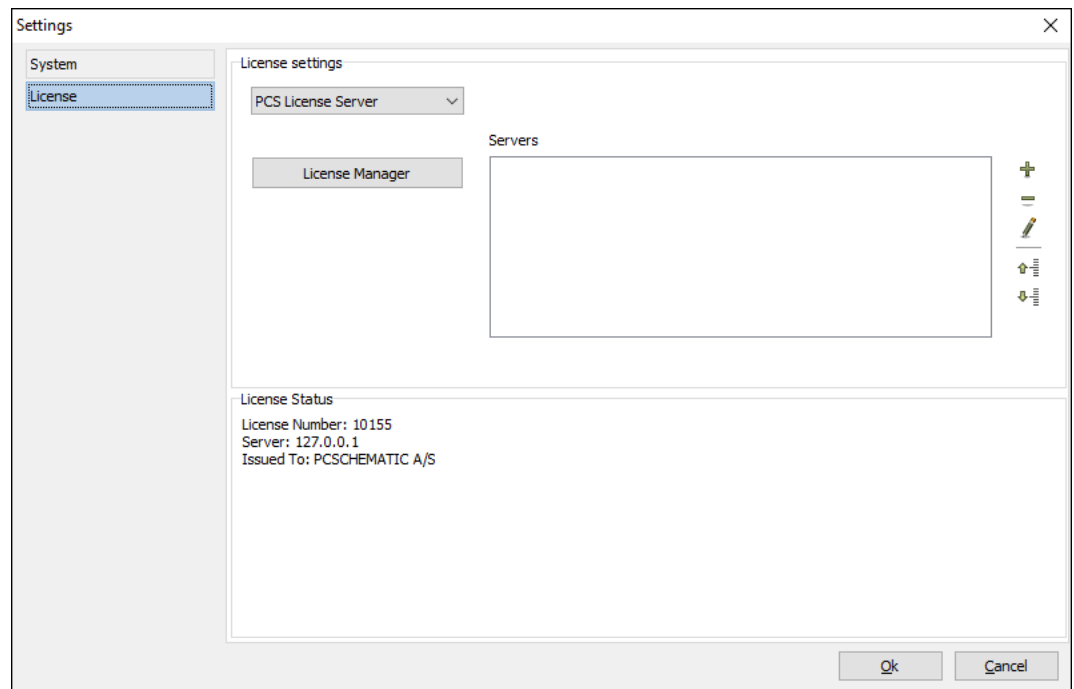 Settings
System
License
License settings
PCS License Server
License Manager
Servers
License Status
License Number: 10155
Server: 127.0.0.1
Issued To: PCSCHEMATIC A/S
Ok
Cancel